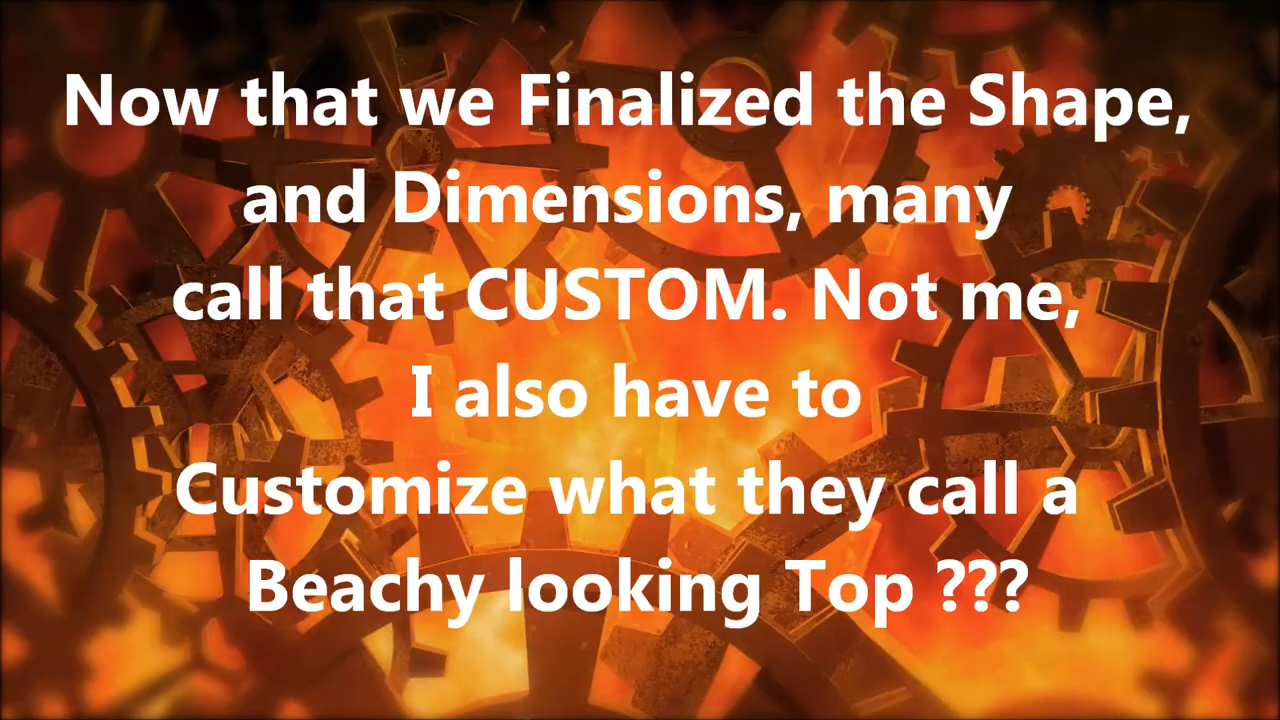 Now that we Finalized the Shape,
and Dimensions, many
call that CUSTOM. Not me,
I also have to
Customize what they call a
Beachy looking Top ???